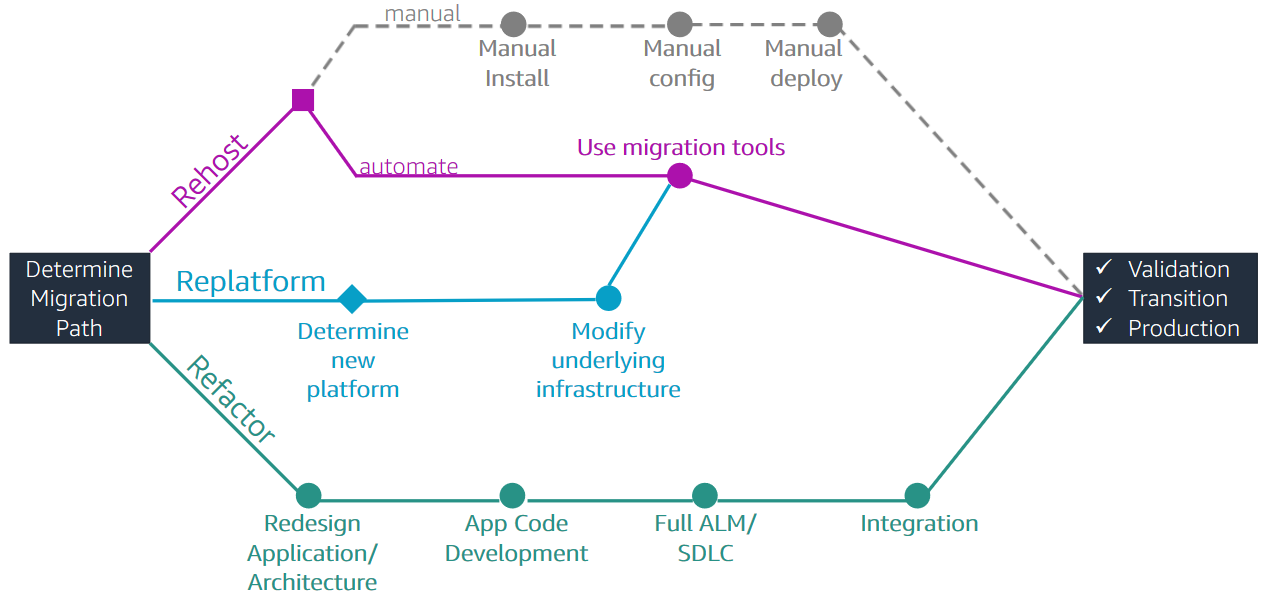 manual
Manual
Install
Manual
config
Manual
deploy
Rehost
automate
Use migration tools
Determine
Migration
Path
Replatform
Determine
new
platform
Modify
underlying
infrastructure
✓ Validation
✓ Transition
✓ Production
Refactor
Redesign
Application/
Architecture
App Code
Development
Full ALM/
SDLC
Integration